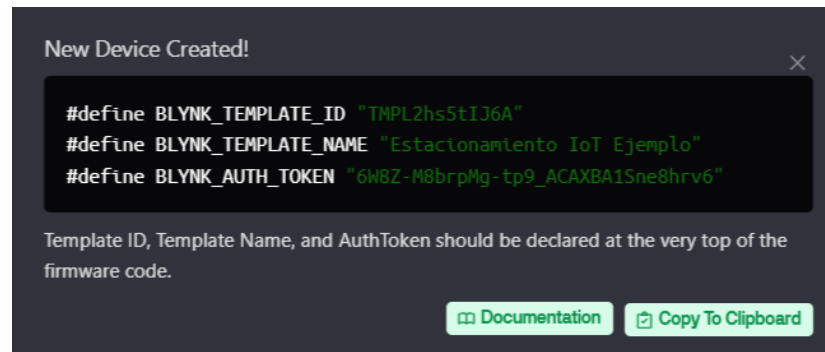 New Device Created!
#define BLYNK_TEMPLATE_ID "TMPL2hs5tIJ6A"
#define BLYNK_TEMPLATE_NAME "Estacionamiento IoT Ejemplo"
#define BLYNK_AUTH_TOKEN "6W8Z-M8brpMg-tp9_ACAXBA1Sne8hrv6"
Template ID, Template Name, and AuthToken should be declared at the very top of the
firmware code.
Documentation
Copy To Clipboard